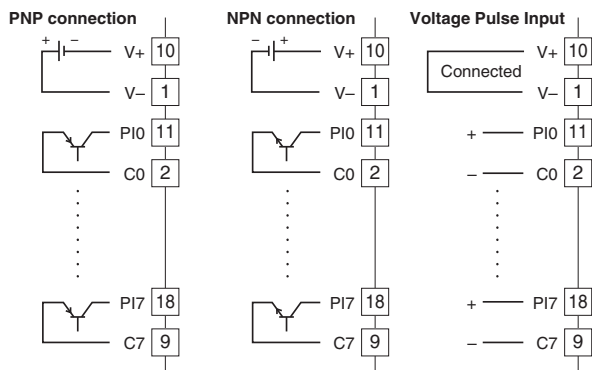 PNP connection
+ –
V+ 10
V– 1
PI0 11
C0 2
PI7 18
C7 9
NPN connection
– +
V+ 10
V– 1
PI0 11
C0 2
PI7 18
C7 9
Voltage Pulse Input
V+ 10
Connected
V– 1
+ PI0 11
– C0 2
+ PI7 18
– C7 9